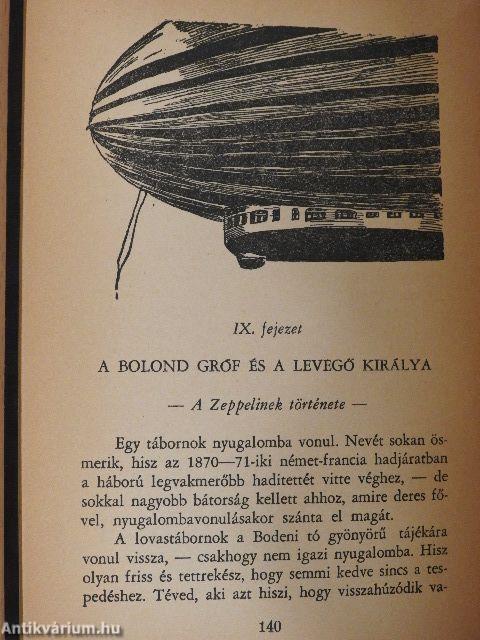 IX. fejezet
A BOLOND GRÓF ÉS A LEVEGŐ KIRÁLYA
— A Zeppelinek története —
Egy tábornok nyugalomba vonul. Nevét sokan ös-
merik, hisz az 1870—71-iki német-francia hadjáratban
a háború legvakmerőbb haditettét vitte véghez, — de
sokkal nagyobb bátorság kellett ahhoz, amire deres fő-
vel, nyugalombavonulásakor szánta el magát.
A lovastábornok a Bodeni tó gyönyörű tájékára
vonul vissza, — csakhogy nem igazi nyugalomba. Hisz
olyan friss és tettrekész, hogy semmi kedve sincs a tes-
pedéshez. Téved, aki azt hiszi, hogy visszahúzódik va-
140
Antikvárium.hu